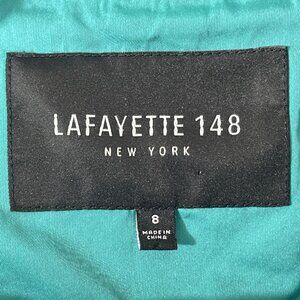 LAFAYETTE 148
NEW YORK
8
MADE IN
CHINA